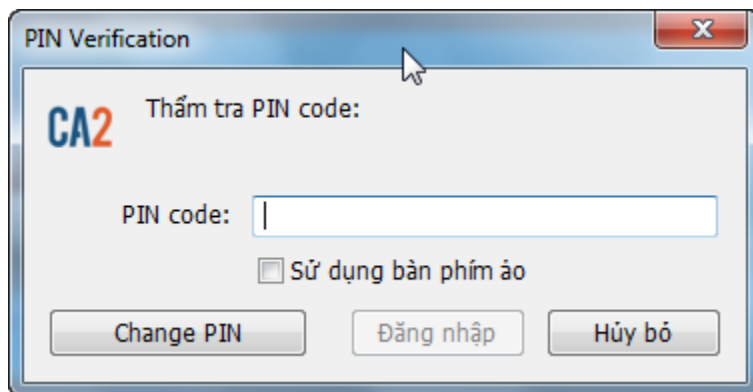 PIN Verification
CA2
Thẩm tra PIN code:
PIN code:
Sử dụng bàn phím ảo
Change PIN Đăng nhập Hủy bỏ